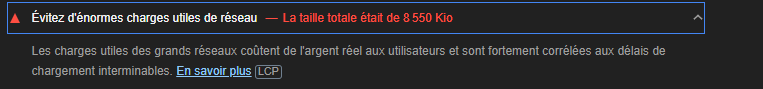 Évitez d'énormes charges utiles de réseau — La taille totale était de 8 550 Kio
Les charges utiles des grands réseaux coûtent de l'argent réel aux utilisateurs et sont fortement corrélées aux délais de
chargement interminables. En savoir plus LCP